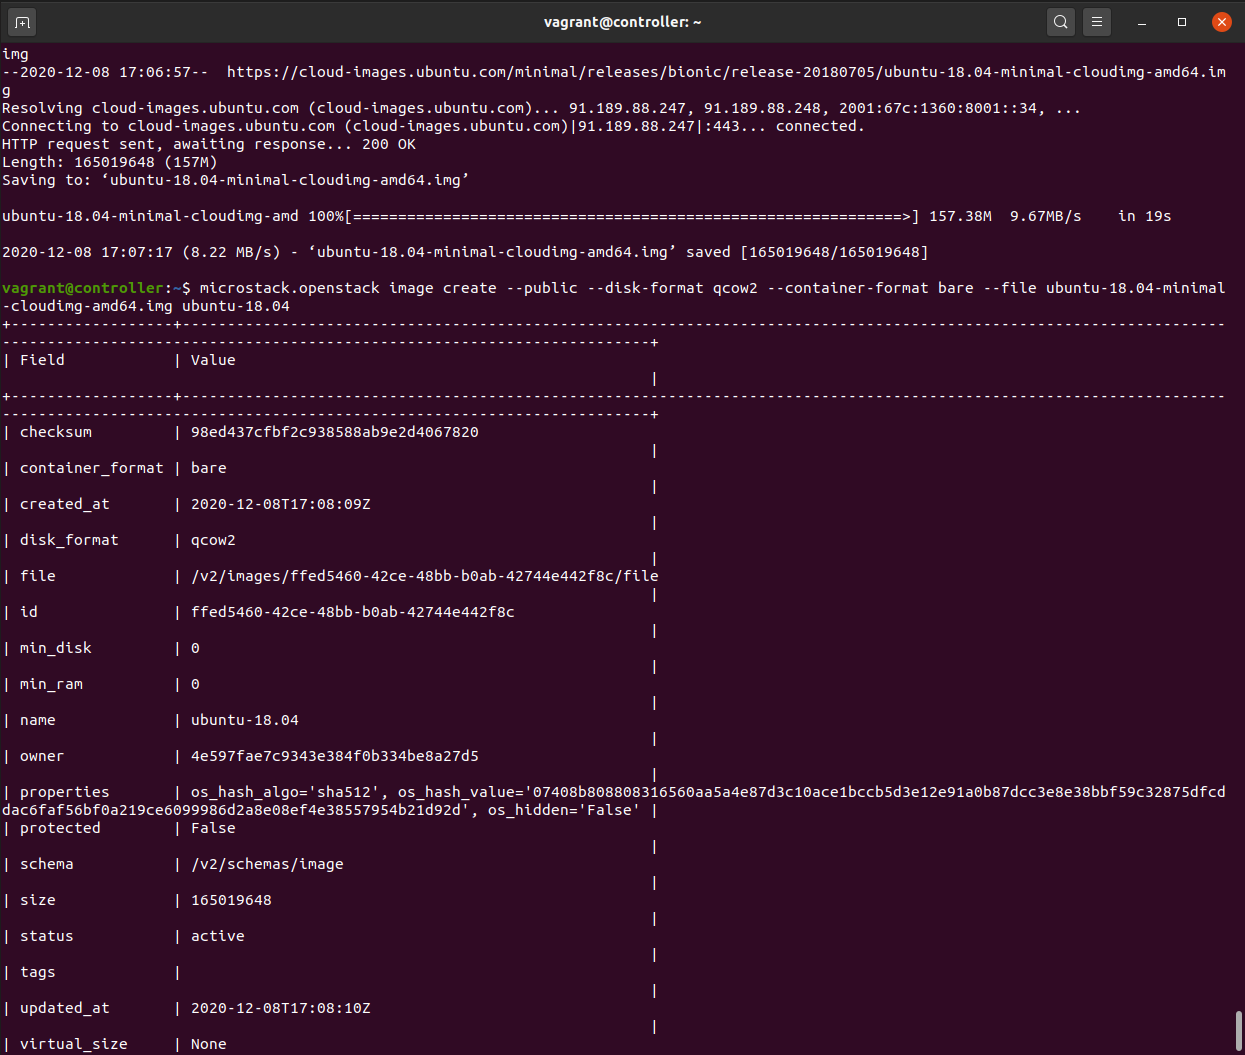 vagrant@controller: ~
img
--2020-12-08 17:06:57--  https://cloud-images.ubuntu.com/minimal/releases/bionic/release-20180705/ubuntu-18.04-minimal-cloudimg-amd64.im
g
Resolving cloud-images.ubuntu.com (cloud-images.ubuntu.com)... 91.189.88.247, 91.189.88.248, 2001:67c:1360:8001::34, ...
Connecting to cloud-images.ubuntu.com (cloud-images.ubuntu.com)|91.189.88.247|:443... connected.
HTTP request sent, awaiting response... 200 OK
Length: 165019648 (157M)
Saving to: ‘ubuntu-18.04-minimal-cloudimg-amd64.img’
ubuntu-18.04-minimal-cloudimg-amd 100%[=============================================================>] 157.38M  9.67MB/s    in 19s
2020-12-08 17:07:17 (8.22 MB/s) - ‘ubuntu-18.04-minimal-cloudimg-amd64.img’ saved [165019648/165019648]
vagrant@controller:~$ microstack.openstack image create --public --disk-format qcow2 --container-format bare --file ubuntu-18.04-minimal
-cloudimg-amd64.img ubuntu-18.04
+------------------+--------------------------------------------------------------------------------------------------------------------
------------------------------------------------------------------------+
| Field            | Value
|
+------------------+--------------------------------------------------------------------------------------------------------------------
------------------------------------------------------------------------+
| checksum         | 98ed437cfbf2c938588ab9e2d4067820
|
| container_format | bare
|
| created_at       | 2020-12-08T17:08:09Z
|
| disk_format      | qcow2
|
| file             | /v2/images/ffed5460-42ce-48bb-b0ab-42744e442f8c/file
|
| id               | ffed5460-42ce-48bb-b0ab-42744e442f8c
|
| min_disk         | 0
|
| min_ram          | 0
|
| name             | ubuntu-18.04
|
| owner            | 4e597fae7c9343e384f0b334be8a27d5
|
| properties       | os_hash_algo='sha512', os_hash_value='07408b808808316560aa5a4e87d3c10ace1bccb5d3e12e91a0b87dcc3e8e38bbf59c32875dfcd
dac6faf56bf0a219ce6099986d2a8e08ef4e38557954b21d92d', os_hidden='False' |
| protected        | False
|
| schema           | /v2/schemas/image
|
| size             | 165019648
|
| status           | active
|
| tags             |
|
| updated_at       | 2020-12-08T17:08:10Z
|
| virtual_size     | None